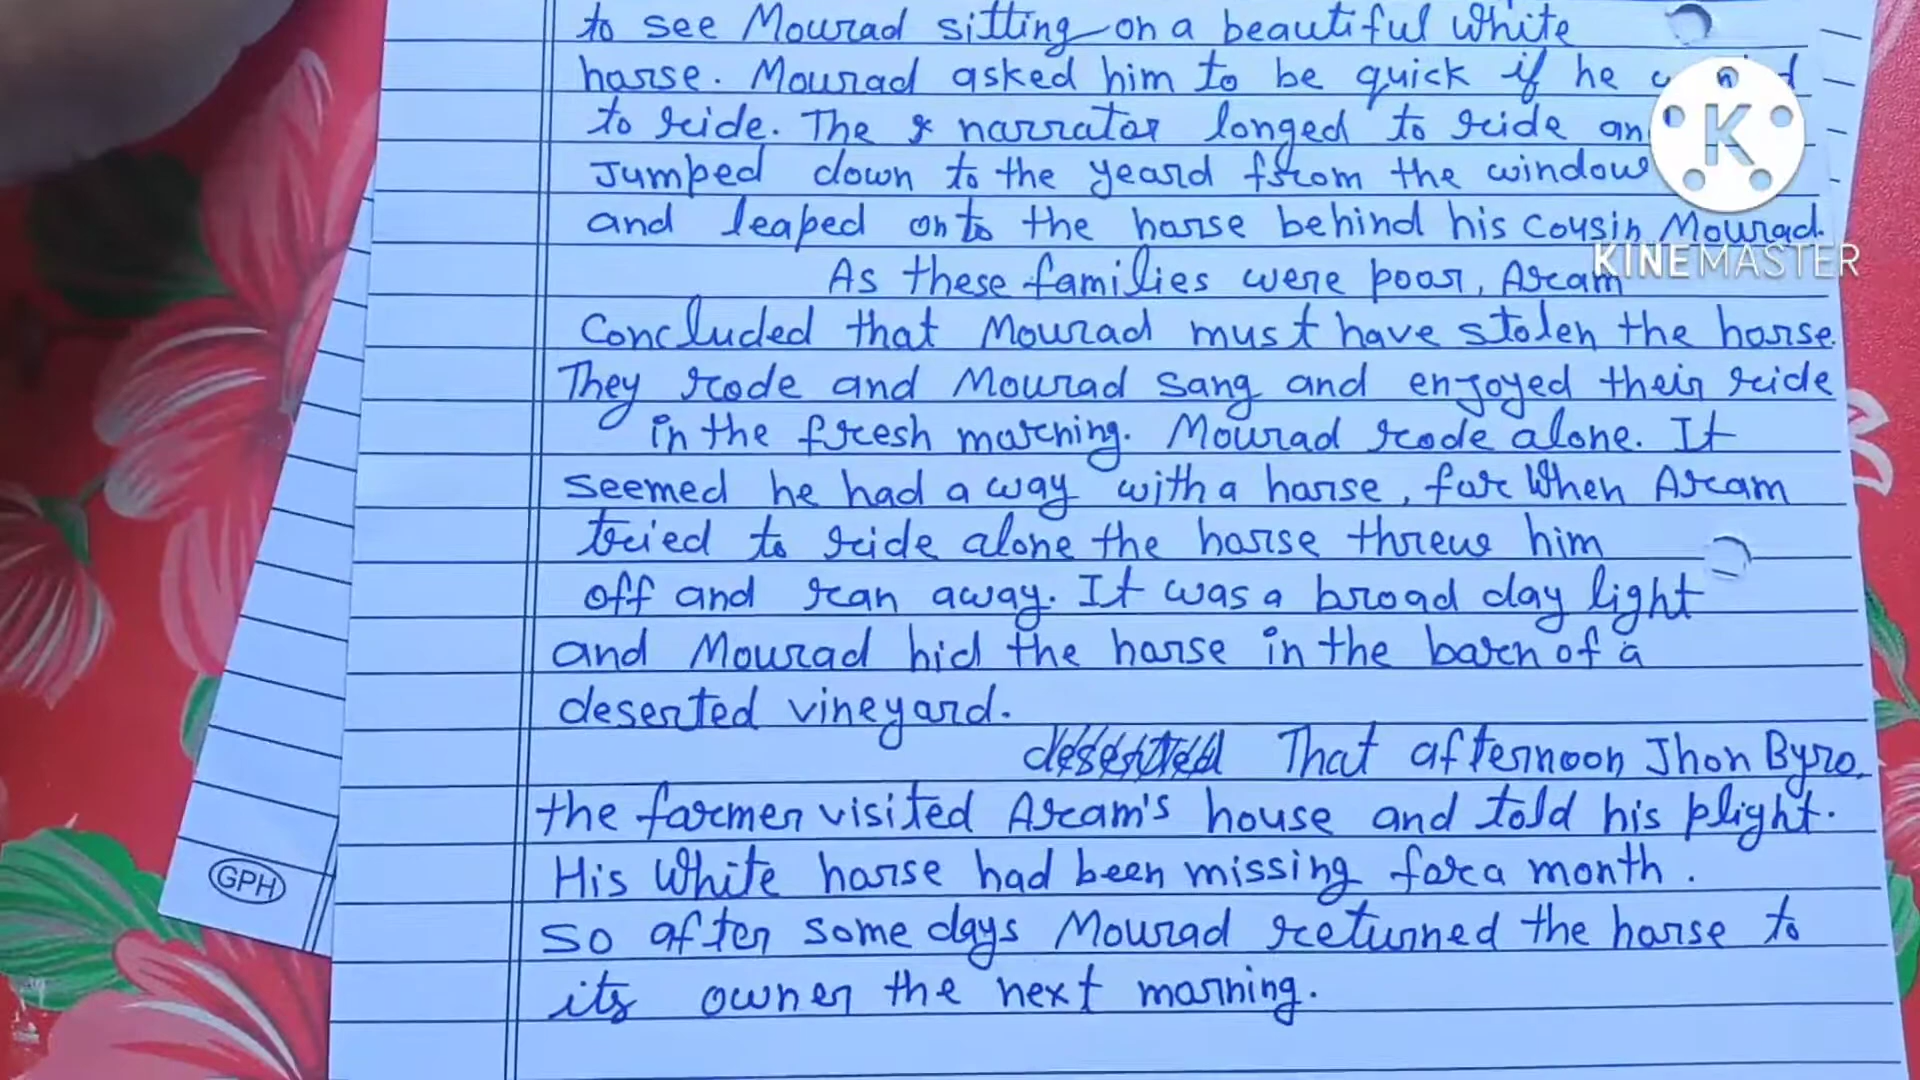 to see Mourad sitting on a beautiful White
horse. Mourad asked him to be quick if he
to ride. The narrator longed to ride an
Jumped down to the yeard from the window
and leaped onto the horse behind his cousin Mourad.
As these families were poor, Aram
Concluded that Mourad must have stolen the horse.
They rode and Mourad sang and enjoyed their ride
in the fresh morning. Mourad rode alone. It
seemed he had a way with a horse, for When Aram
tried to ride alone the horse threw him
off and ran away. It was a broad day light
and Mourad hid the horse in the barn of a
deserted vineyard.
deserted That afternoon Jhon Byro,
the farmer visited Aram's house and told his plight.
His White horse had been missing for a month.
So after some days Mourad returned the horse to
its owner the next morning.
K
KINEMASTER
GPH